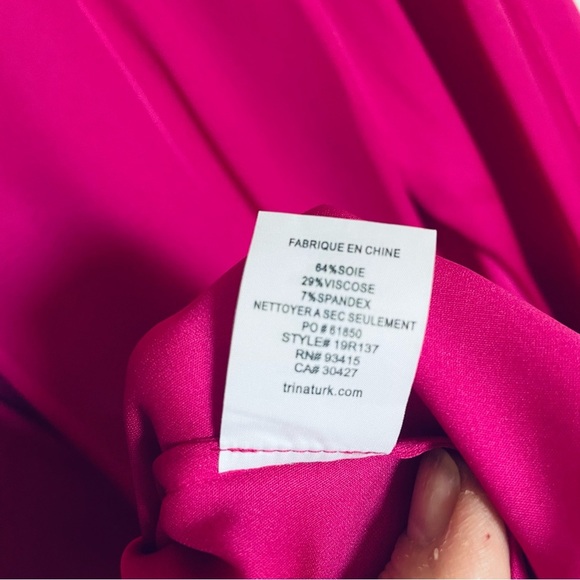 FABRIQUE EN CHINE
64%SOIE
29%VISCOSE
7%SPANDEX
NETTOYER A SEC SEULEMENT
PO # 61850
STYLE# 19R137
RN# 93415
CA# 30427
trinaturk.com